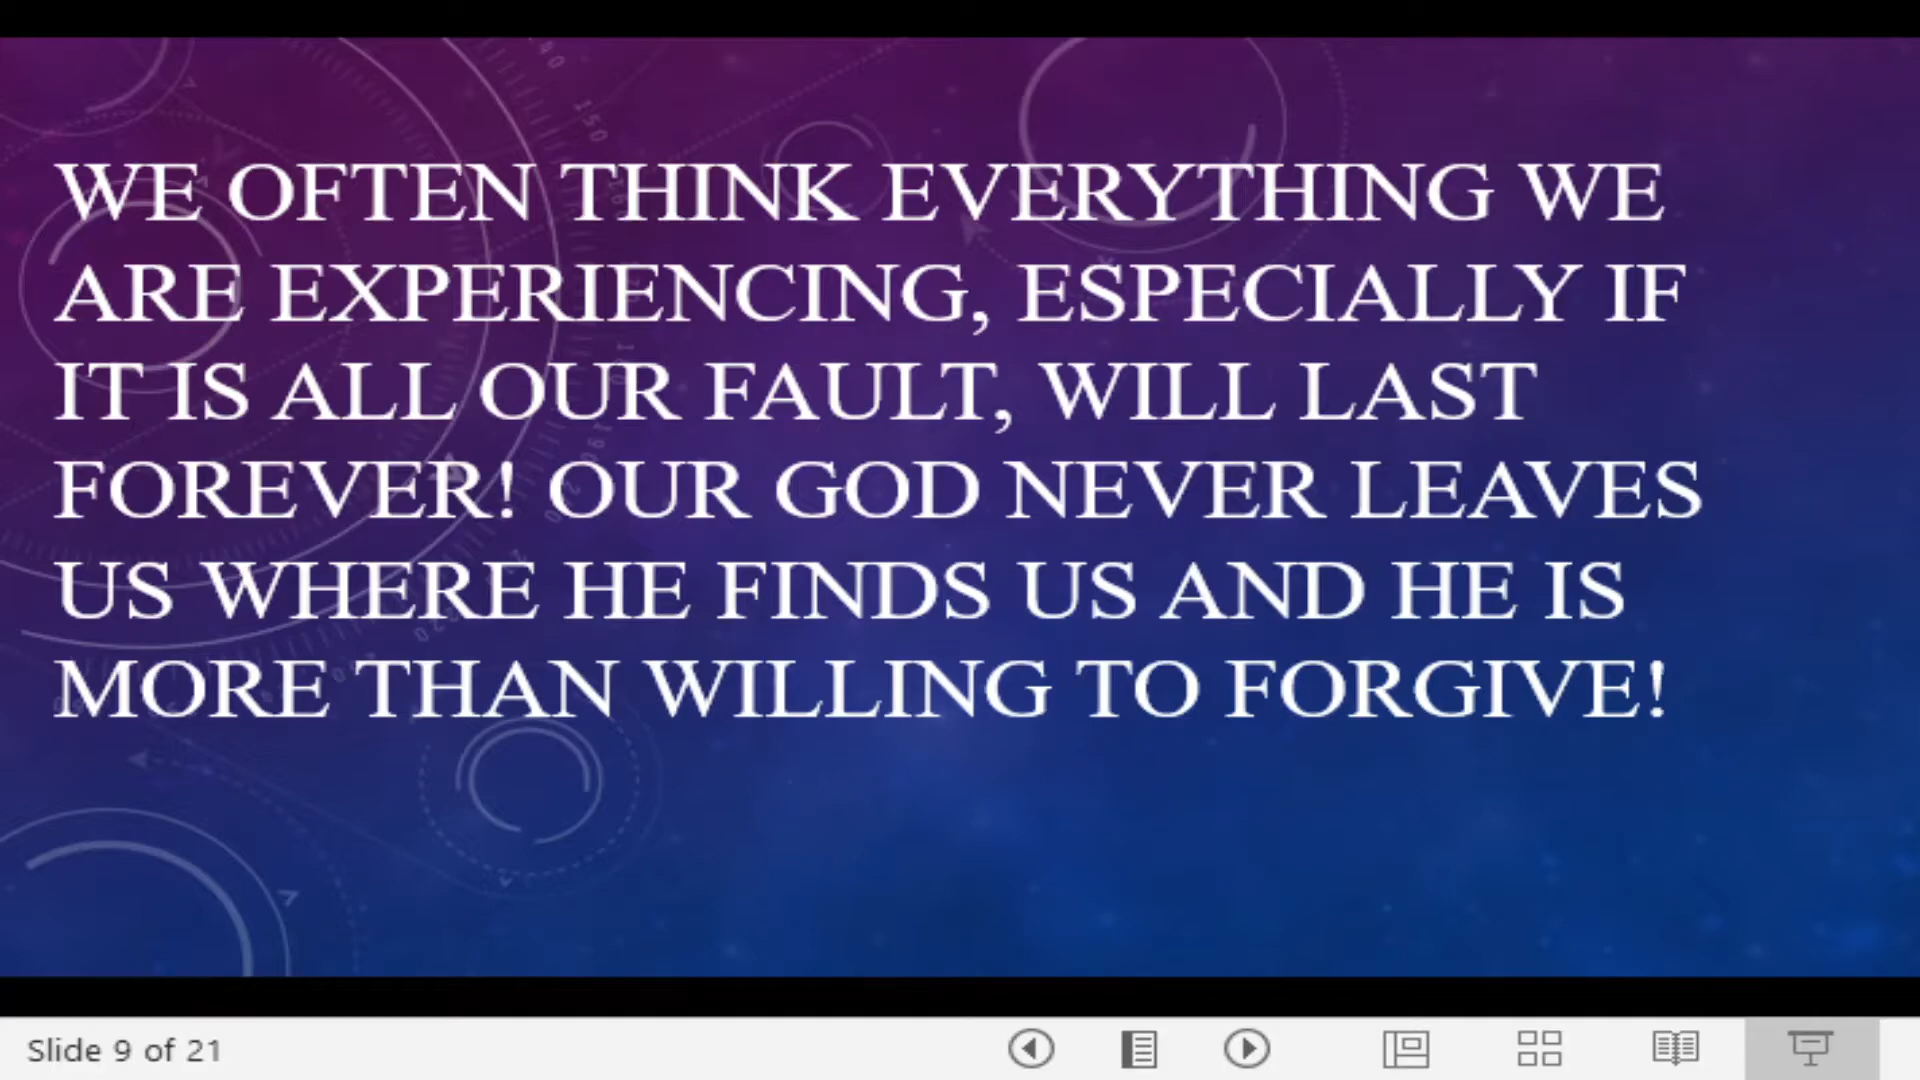 WE OFTEN THINK EVERYTHING WE
ARE EXPERIENCING, ESPECIALLY IF
IT IS ALL OUR FAULT, WILL LAST
FOREVER! OUR GOD NEVER LEAVES
US WHERE HE FINDS US AND HE IS
MORE THAN WILLING TO FORGIVE!
Slide 9 of 21